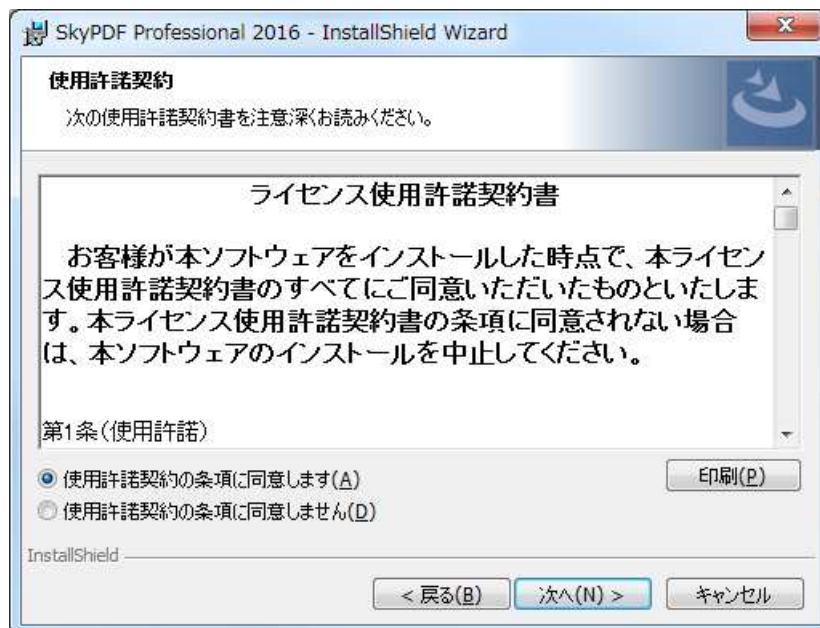 SkyPDF Professional 2016 - InstallShield Wizard
使用許諾契約
次の使用許諾契約書を注意深くお読みください。
ライセンス使用許諾契約書
お客様が本ソフトウェアをインストールした時点で、本ライセン
ス使用許諾契約書のすべてにご同意いただいたものといたしま
す。本ライセンス使用許諾契約書の条項に同意されない場合
は、本ソフトウェアのインストールを中止してください。
第1条(使用許諾)
使用許諾契約の条項に同意します(A)
印刷(P)
使用許諾契約の条項に同意しません(D)
InstallShield
< 戻る(B)
次へ(N) >
キャンセル